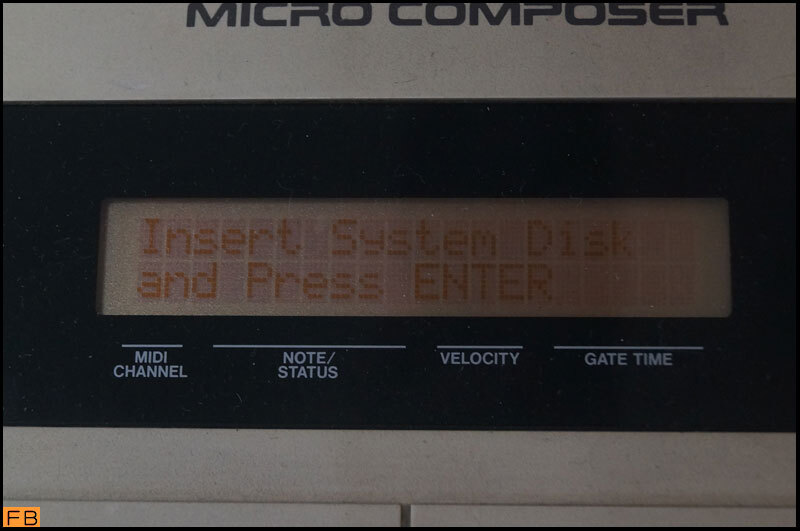 MICRO COMPOSER
Insert System Disk
and Press ENTER
MIDI
CHANNEL
NOTE/
STATUS
VELOCITY
GATE TIME
FB